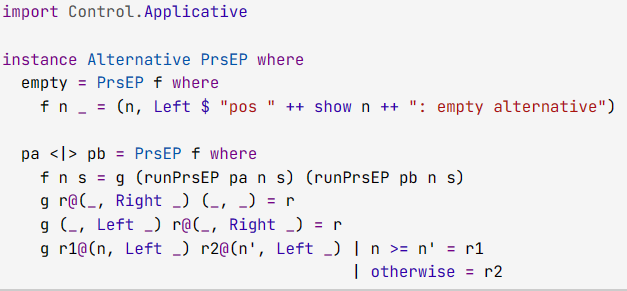 import Control.Applicative
instance Alternative PrsEP where
  empty = PrsEP f where
    f n _ = (n, Left $ "pos " ++ show n ++ ": empty alternative")
  pa <|> pb = PrsEP f where
    f n s = g (runPrsEP pa n s) (runPrsEP pb n s)
    g r@(_, Right _) (_, _) = r
    g (_, Left _) r@(_, Right _) = r
    g r1@(n, Left _) r2@(n', Left _) | n >= n' = r1
                                     | otherwise = r2